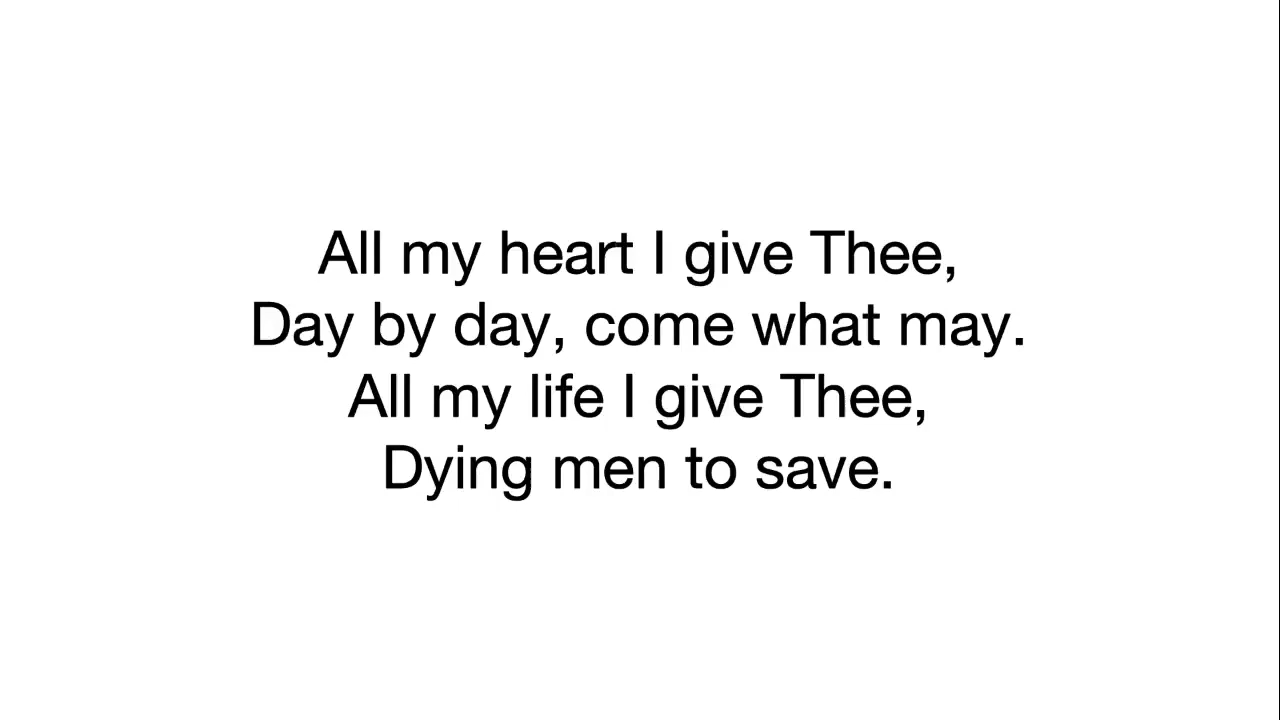 All my heart I give Thee,
Day by day, come what may.
All my life I give Thee,
Dying men to save.